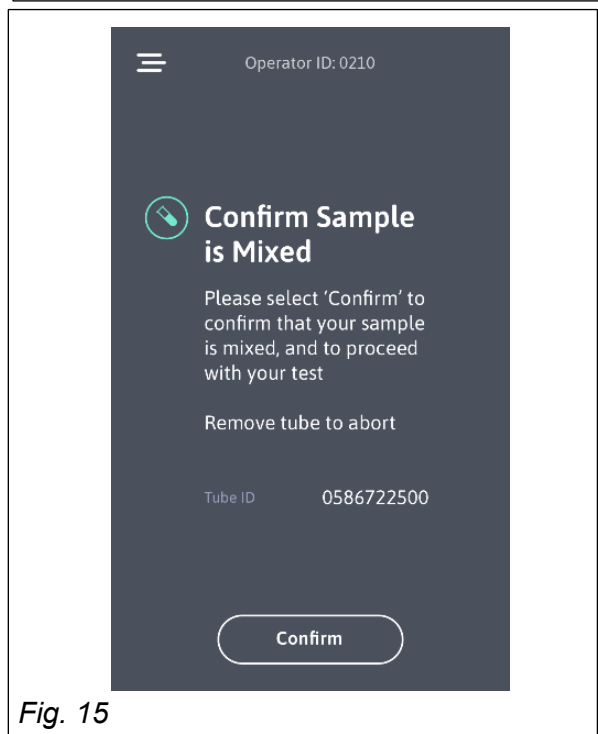 Operator ID: 0210
Confirm Sample
is Mixed
Please select ‘Confirm’ to
confirm that your sample
is mixed, and to proceed
with your test
Remove tube to abort
Tube ID 0586722500
Confirm
Fig. 15